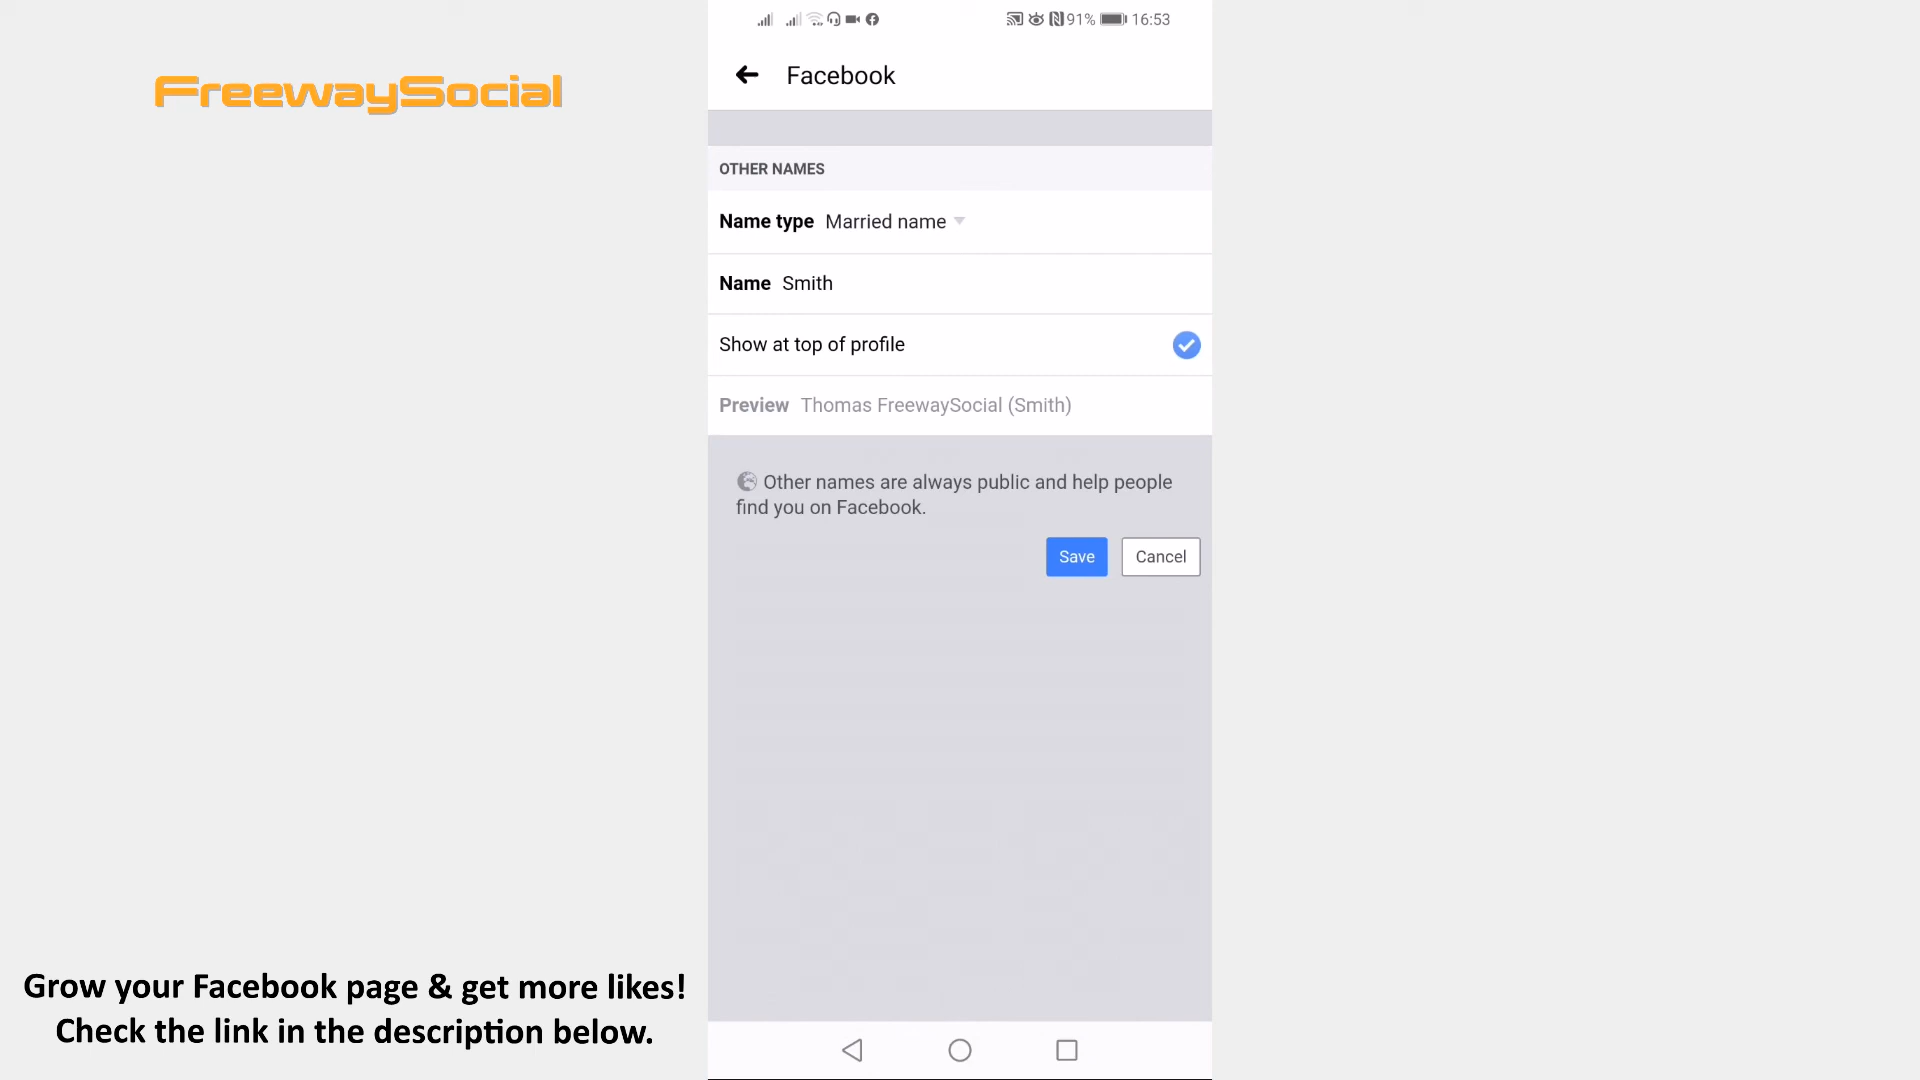 91% 16:53
Facebook
FreewaySocial
OTHER NAMES
Name type Married name
Name Smith
Show at top of profile
Preview Thomas FreewaySocial (Smith)
Other names are always public and help people
find you on Facebook.
Save Cancel
Grow your Facebook page & get more likes!
Check the link in the description below.